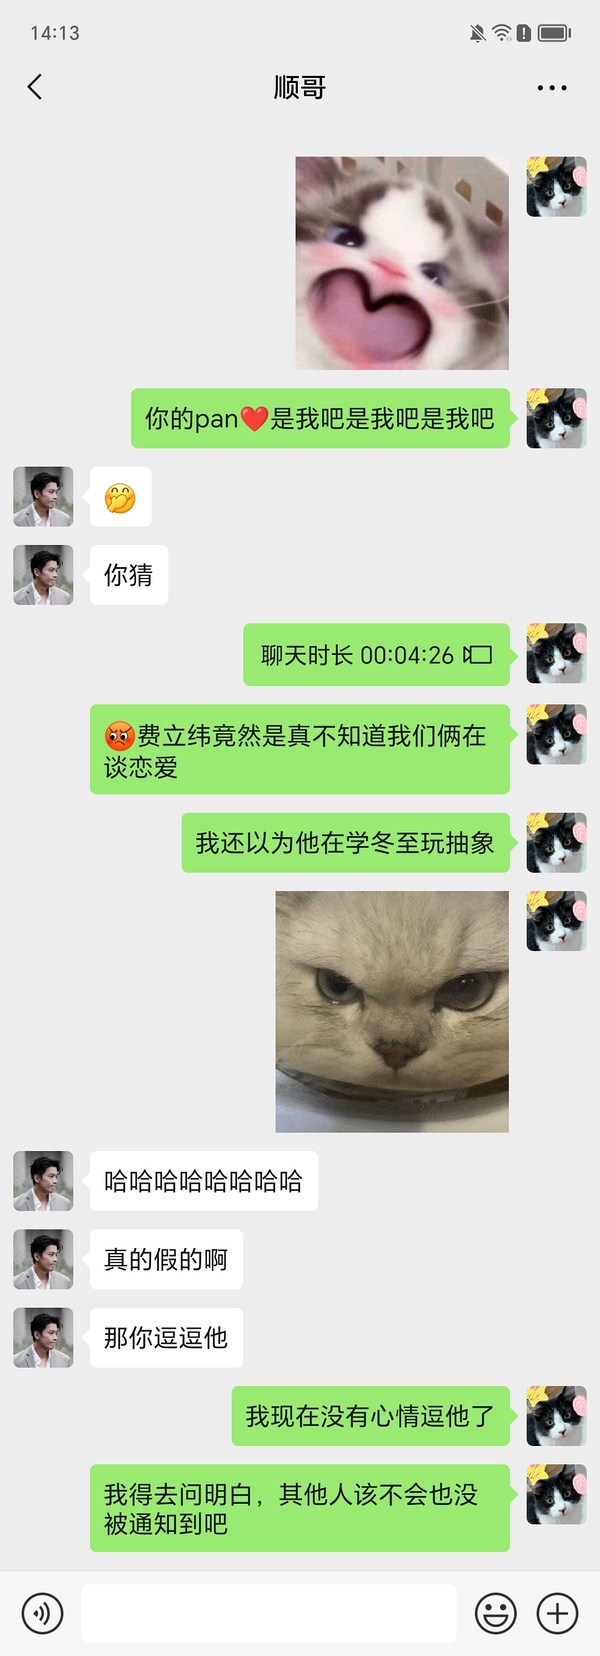 14:13
顺哥
你的pan❤️是我吧是我吧是我吧
🤭
你猜
聊天时长 00:04:26
😡费立纬竟然是真不知道我们俩在
谈恋爱
我还以为他在学冬至玩抽象
哈哈哈哈哈哈哈哈
真的假的啊
那你逗逗他
我现在没有心情逗他了
我得去问明白，其他人该不会也没
被通知到吧